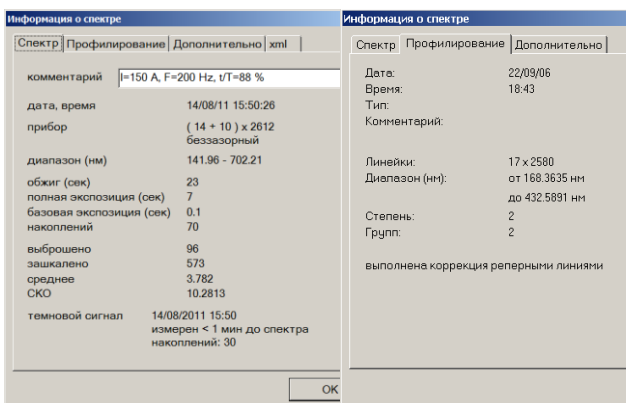 Информация о спектре
Спектр Профилирование Дополнительно xml
комментарий I=150 A, F=200 Hz, t/T=88 %
дата, время 14/08/11 15:50:26
прибор ( 14 + 10 ) x 2612
беззазорный
диапазон (нм) 141.96 - 702.21
обжиг (сек) 23
полная экспозиция (сек) 7
базовая экспозиция (сек) 0.1
накоплений 70
выброшено 96
зашкалено 573
среднее 3.782
СКО 10.2813
темновой сигнал 14/08/2011 15:50
измерен < 1 мин до спектра
накоплений: 30
OK
Информация о спектре
Спектр Профилирование Дополнительно
Дата: 22/09/06
Время: 18:43
Тип:
Комментарий:
Линейки: 17 x 2580
Диапазон (нм): от 168.3635 нм
до 432.5891 нм
Степень: 2
Групп: 2
выполнена коррекция реперными линиями